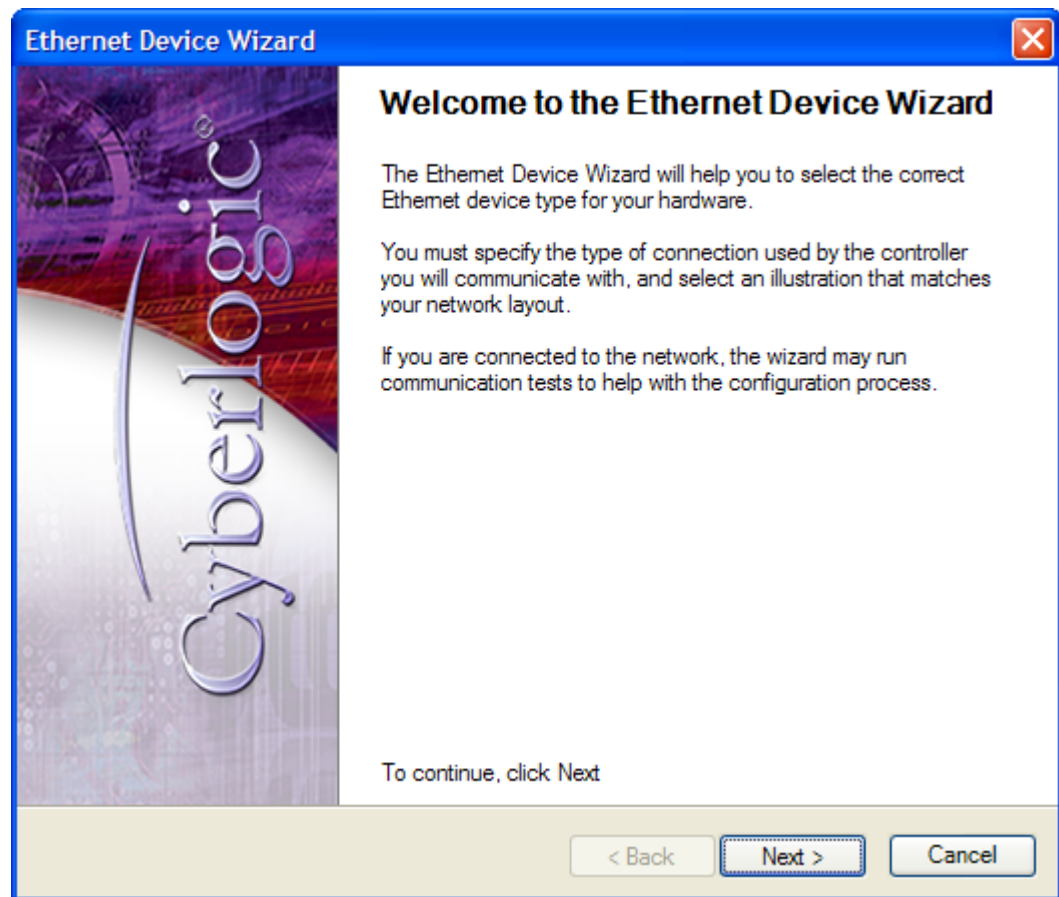 Ethernet Device Wizard
Cyberlogic®
Welcome to the Ethernet Device Wizard
The Ethernet Device Wizard will help you to select the correct
Ethernet device type for your hardware.
You must specify the type of connection used by the controller
you will communicate with, and select an illustration that matches
your network layout.
If you are connected to the network, the wizard may run
communication tests to help with the configuration process.
To continue, click Next
< Back
Next >
Cancel